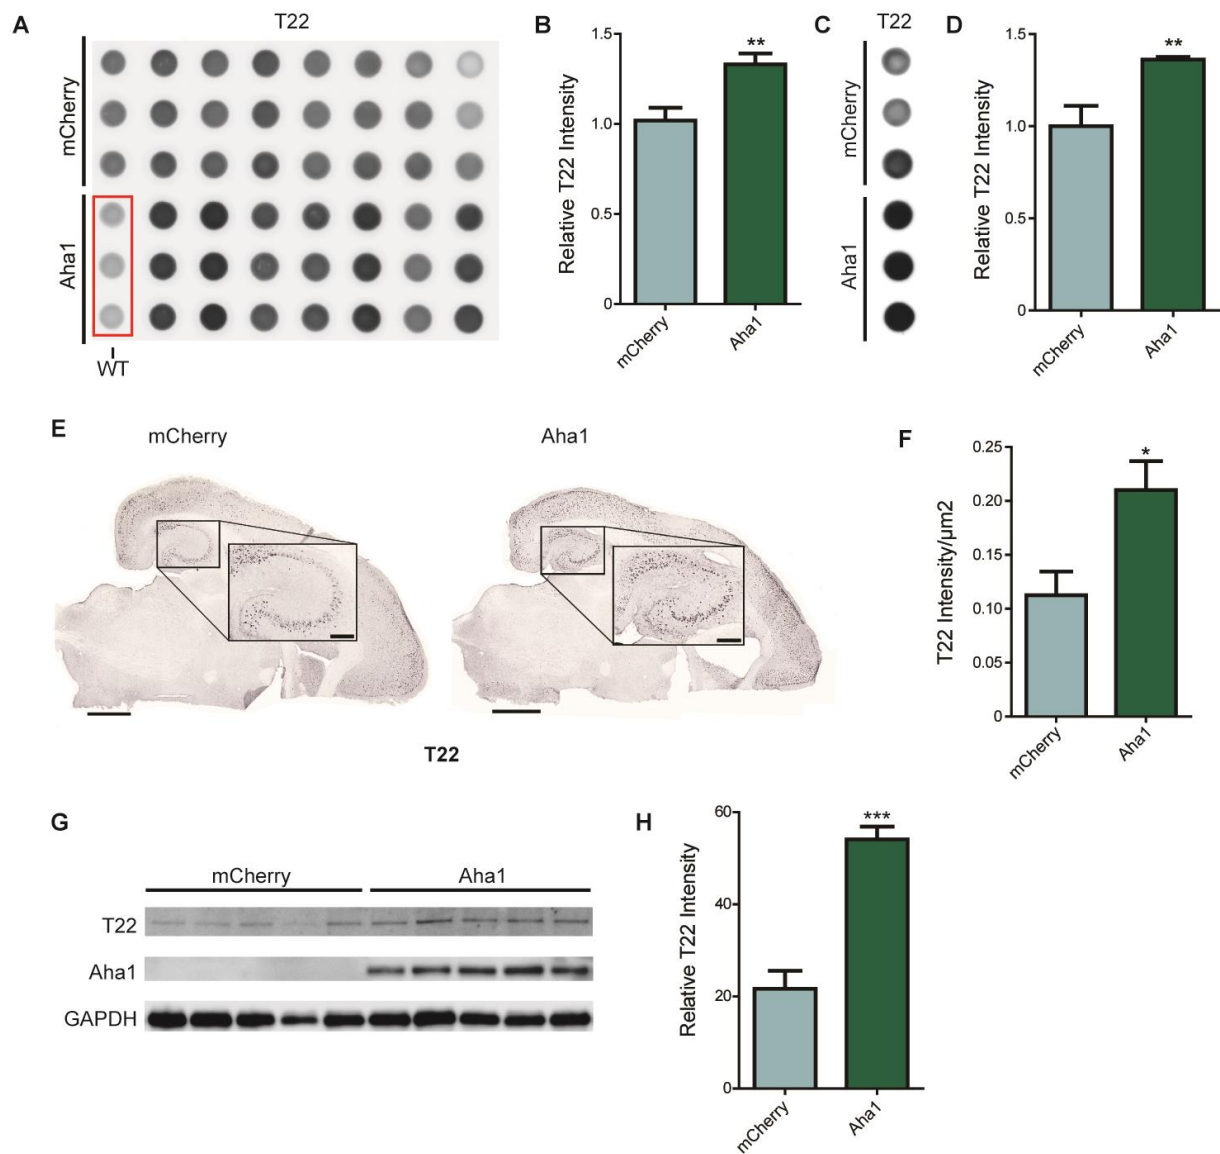 A
T22
mCherry
Aha1
WT
B
Relative T22 Intensity
1.5
1.0
0.5
0
**
mCherry
Aha1
C
T22
mCherry
Aha1
D
Relative T22 Intensity
1.5
1.0
0.5
0
**
mCherry
Aha1
E
mCherry
Aha1
T22
F
T22 Intensity/μm2
0.25
0.20
0.15
0.10
0.05
0
*
mCherry
Aha1
G
mCherry
Aha1
T22
Aha1
GAPDH
H
Relative T22 Intensity
60
40
20
0
***
mCherry
Aha1